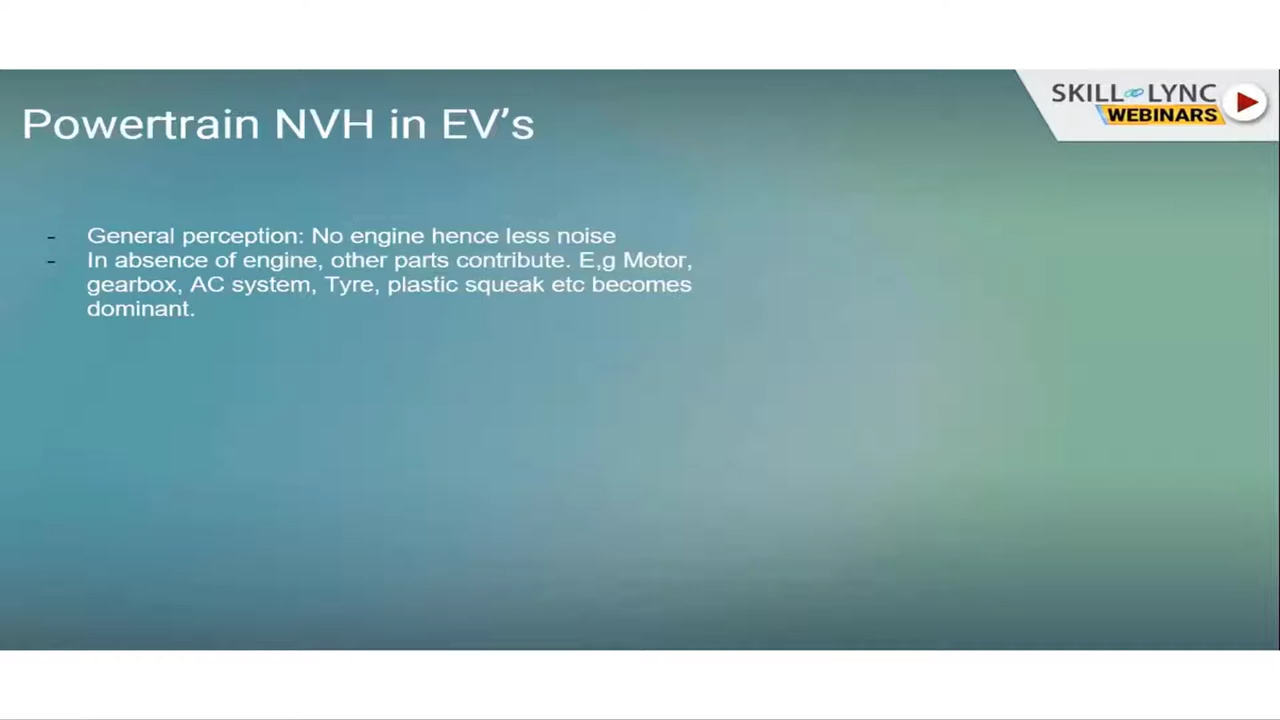 SKILL LYNC
WEBINARS
Powertrain NVH in EV's
- General perception: No engine hence less noise
- In absence of engine, other parts contribute. E,g Motor,
gearbox, AC system, Tyre, plastic squeak etc becomes
dominant.